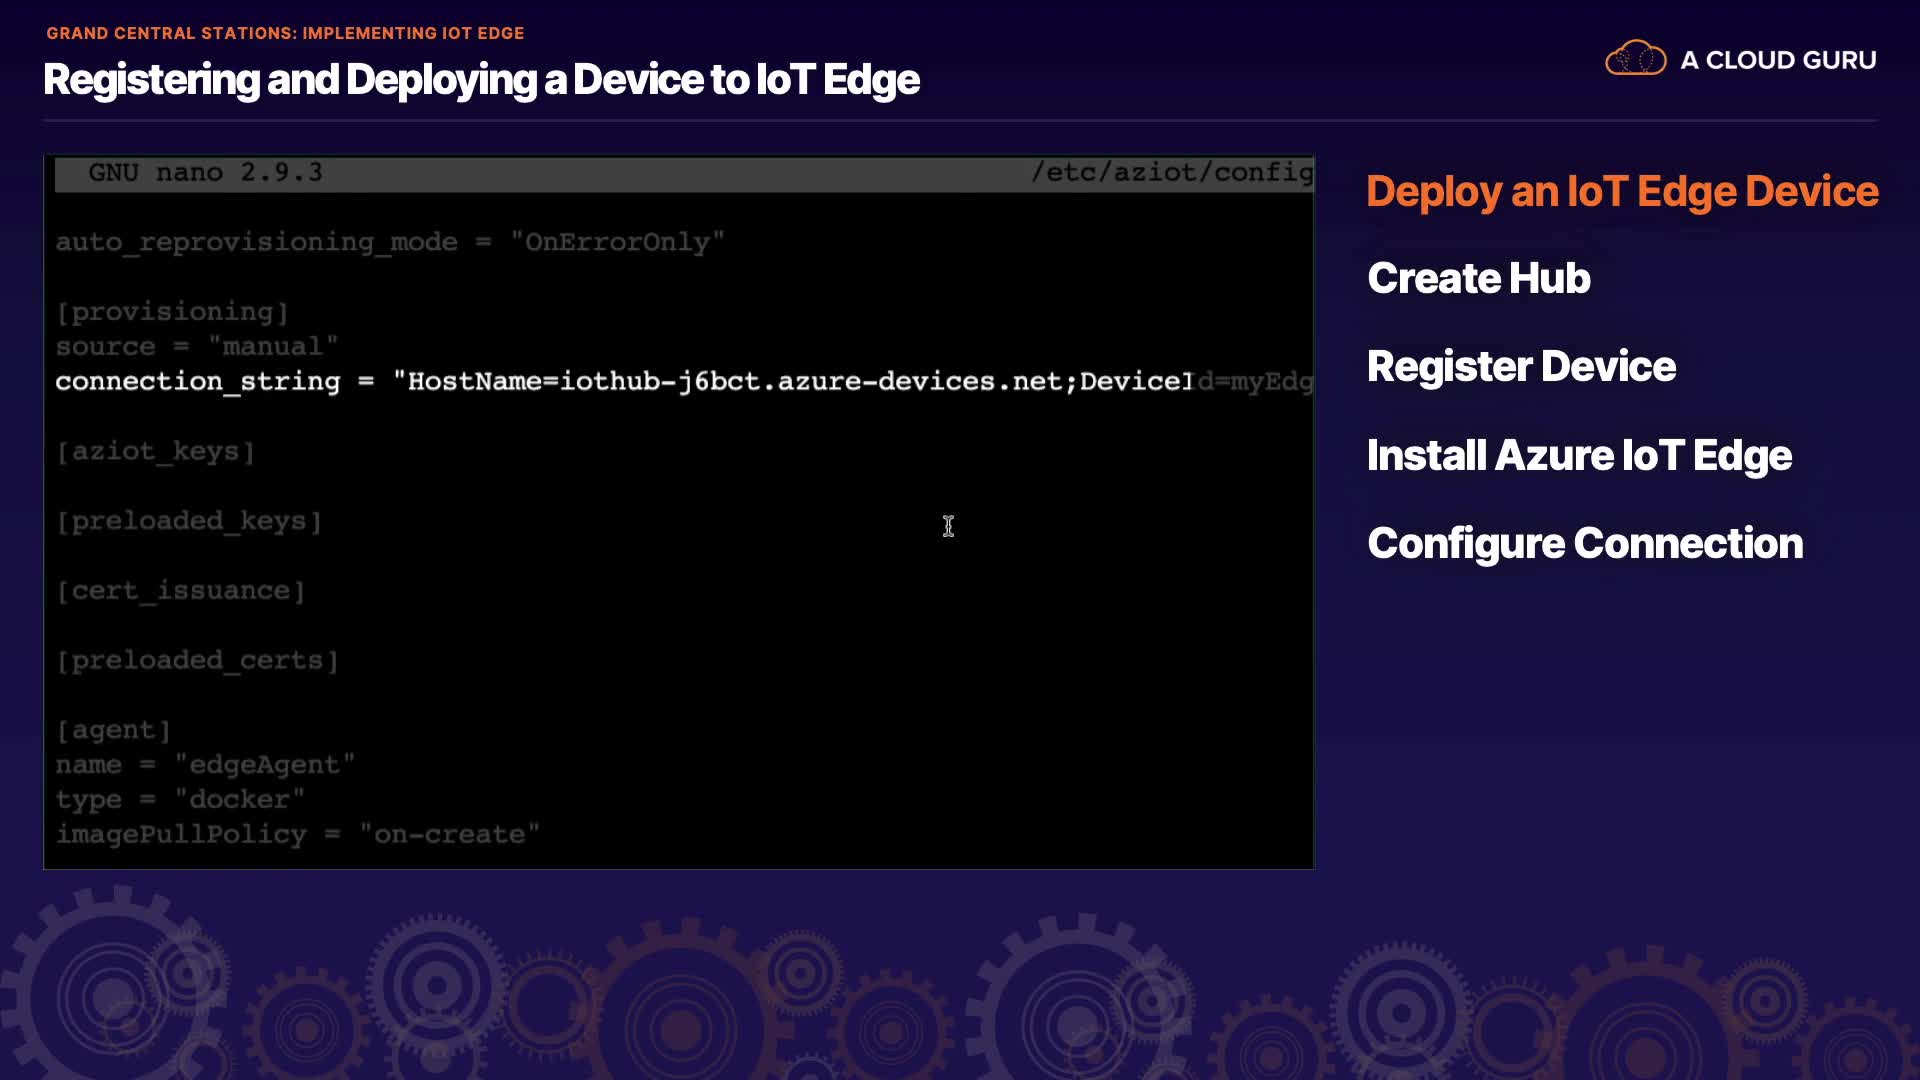 GRAND CENTRAL STATIONS: IMPLEMENTING IOT EDGE
Registering and Deploying a Device to IoT Edge
A CLOUD GURU
GNU nano 2.9.3 /etc/aziot/config
auto_reprovisioning_mode = "OnErrorOnly"
[provisioning]
source = "manual"
connection_string = "HostName=iothub-j6bct.azure-devices.net;DeviceId=myEdg
[aziot_keys]
[preloaded_keys]
[cert_issuance]
[preloaded_certs]
[agent]
name = "edgeAgent"
type = "docker"
imagePullPolicy = "on-create"
Deploy an IoT Edge Device
Create Hub
Register Device
Install Azure IoT Edge
Configure Connection